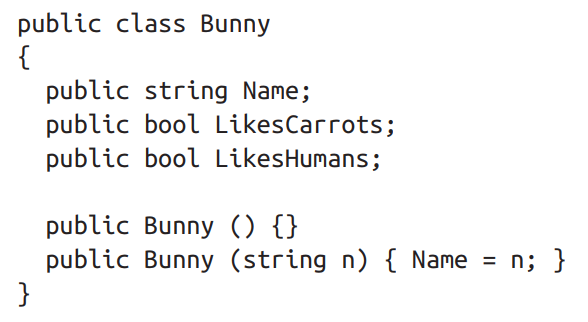 public class Bunny
{
  public string Name;
  public bool LikesCarrots;
  public bool LikesHumans;

  public Bunny () {}
  public Bunny (string n) { Name = n; }
}